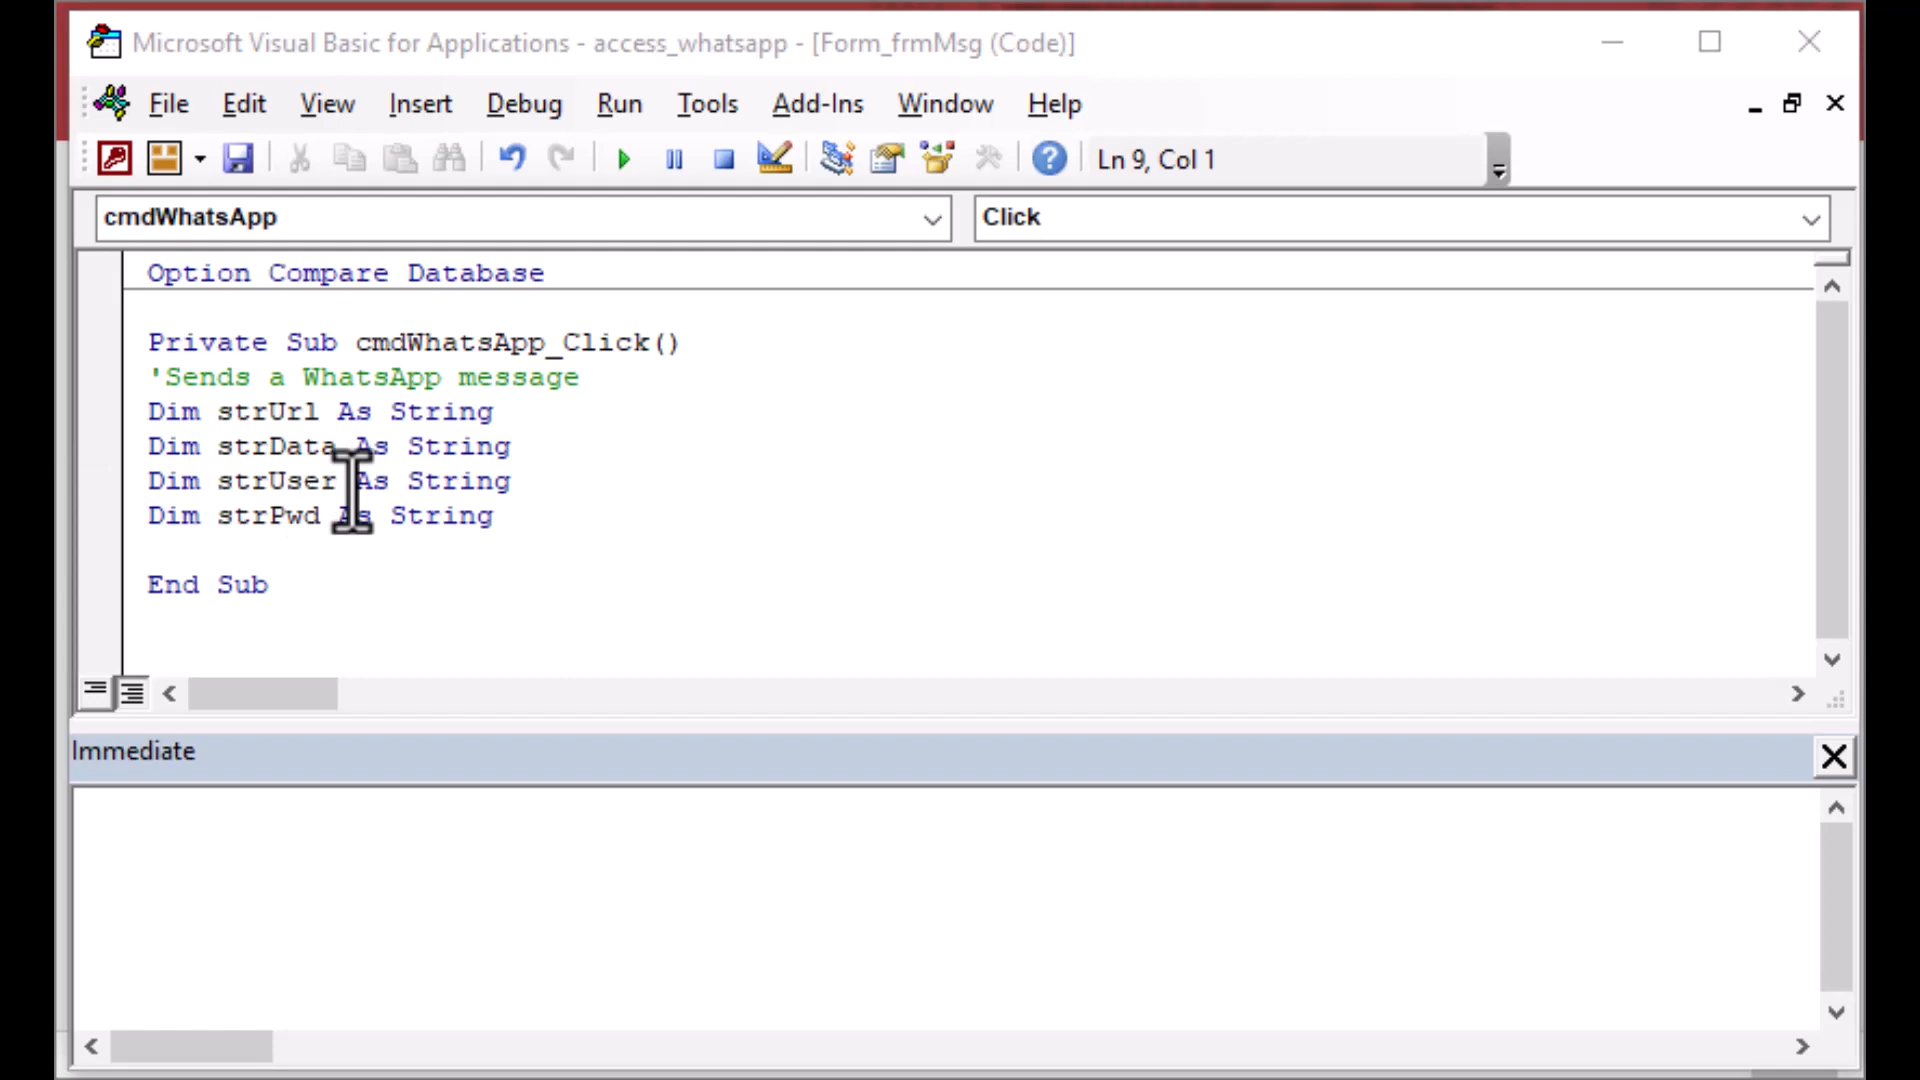 Microsoft Visual Basic for Applications - access_whatsapp - [Form_frmMsg (Code)]
File Edit View Insert Debug Run Tools Add-Ins Window Help
Ln 9, Col 1
cmdWhatsApp Click
Option Compare Database
Private Sub cmdWhatsApp_Click()
'Sends a WhatsApp message
Dim strUrl As String
Dim strData As String
Dim strUser As String
Dim strPwd As String
End Sub
Immediate